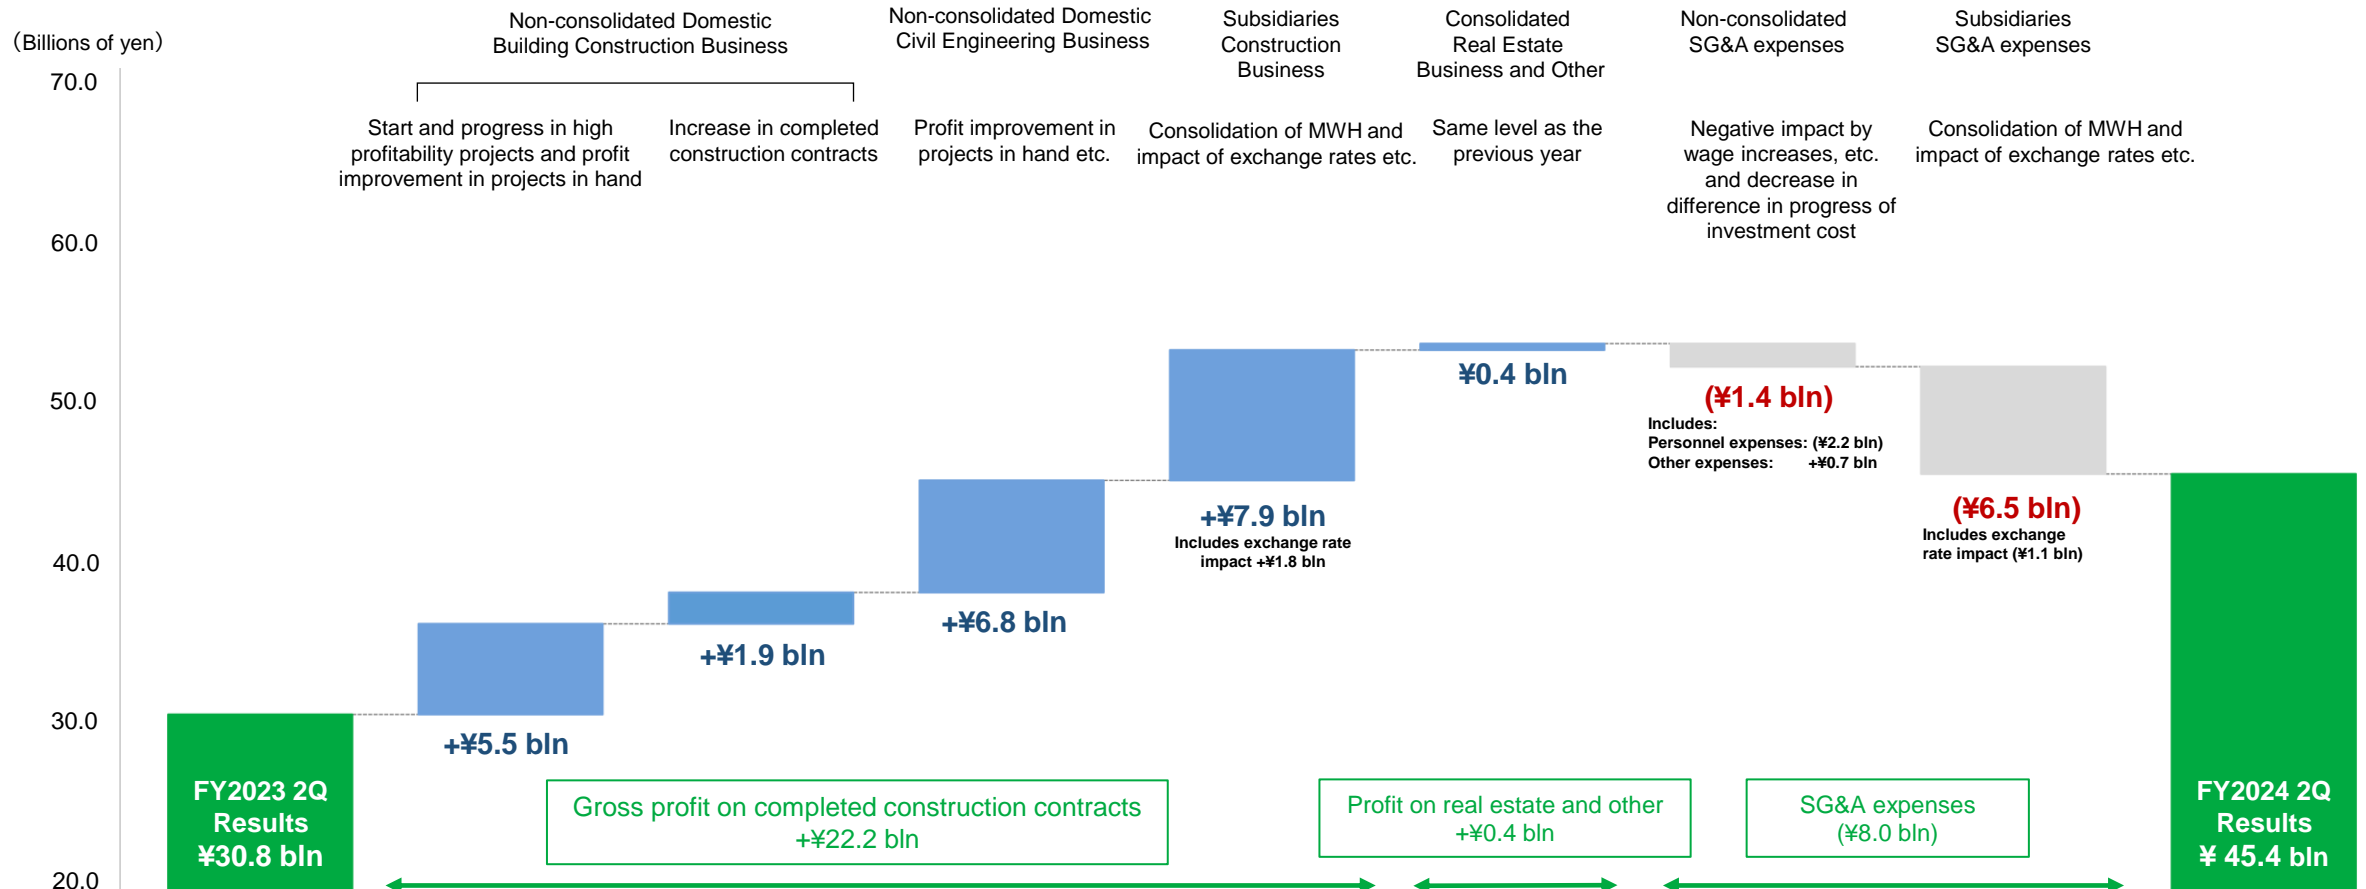 （Billions of yen）
70.0
60.0
50.0
40.0
30.0
20.0
Non-consolidated Domestic
Building Construction Business
Non-consolidated Domestic
Civil Engineering Business
Subsidiaries
Construction
Business
Consolidated
Real Estate
Business and Other
Non-consolidated
SG&A expenses
Subsidiaries
SG&A expenses
Start and progress in high
profitability projects and profit
improvement in projects in hand
Increase in completed
construction contracts
Profit improvement in
projects in hand etc.
Consolidation of MWH and
impact of exchange rates etc.
Same level as the
previous year
Negative impact by
wage increases, etc.
and decrease in
difference in progress of
investment cost
Consolidation of MWH and
impact of exchange rates etc.
FY2023 2Q
Results
¥30.8 bln
+¥5.5 bln
+¥1.9 bln
+¥6.8 bln
+¥7.9 bln
Includes exchange rate
impact +¥1.8 bln
¥0.4 bln
(¥1.4 bln)
Includes:
Personnel expenses: (¥2.2 bln)
Other expenses: +¥0.7 bln
(¥6.5 bln)
Includes exchange
rate impact (¥1.1 bln)
FY2024 2Q
Results
¥ 45.4 bln
Gross profit on completed construction contracts
+¥22.2 bln
Profit on real estate and other
+¥0.4 bln
SG&A expenses
(¥8.0 bln)